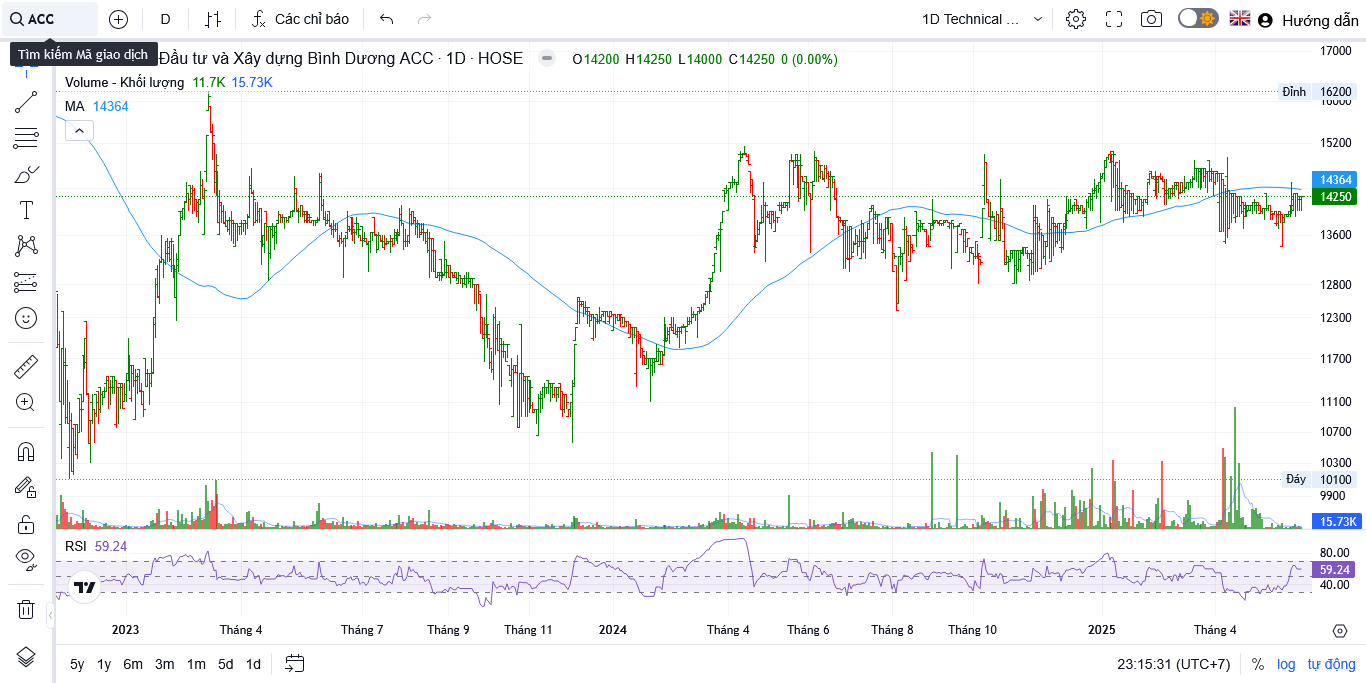 ACC
D
Các chỉ báo
1D Technical ...
Hướng dẫn
Tìm kiếm Mã giao dịch
Đầu tư và Xây dựng Bình Dương ACC · 1D · HOSE
O14200 H14250 L14000 C14250 0 (0.00%)
Volume - Khối lượng 11.7K 15.73K
MA 14364
17000
Đỉnh 16200
16000
15200
14364
14250
13600
12800
12300
11700
11100
10700
10300
Đáy 10100
9900
15.73K
RSI 59.24
80.00
59.24
40.00
2023 Tháng 4 Tháng 7 Tháng 9 Tháng 11 2024 Tháng 4 Tháng 6 Tháng 8 Tháng 10 2025 Tháng 4
5y 1y 6m 3m 1m 5d 1d
23:15:31 (UTC+7) % log tự động